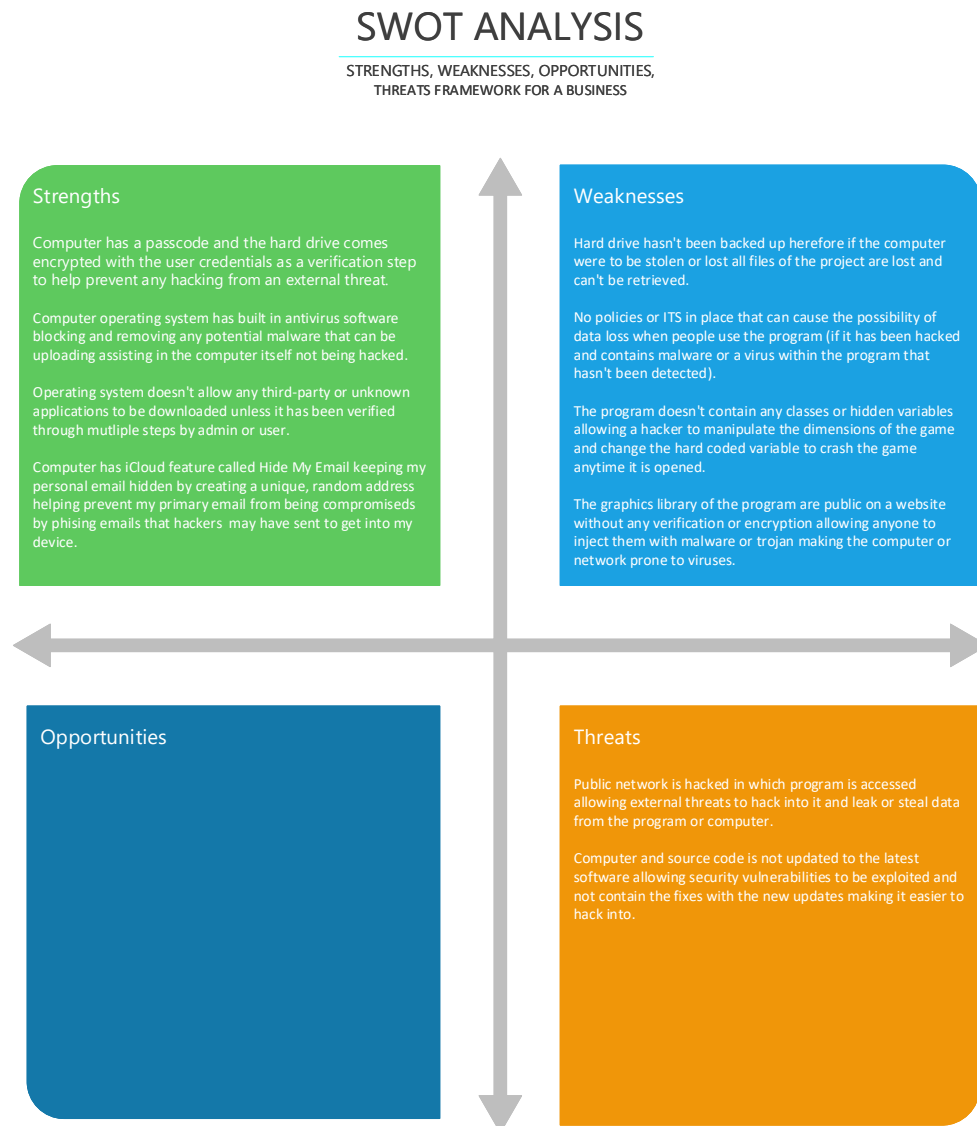 SWOT ANALYSIS
STRENGTHS, WEAKNESSES, OPPORTUNITIES,
THREATS FRAMEWORK FOR A BUSINESS
Strengths
Computer has a passcode and the hard drive comes
encrypted with the user credentials as a verification step
to help prevent any hacking from an external threat.
Computer operating system has built in antivirus software
blocking and removing any potential malware that can be
uploading assisting in the computer itself not being hacked.
Operating system doesn't allow any third-party or unknown
applications to be downloaded unless it has been verified
through mutliple steps by admin or user.
Computer has iCloud feature called Hide My Email keeping my
personal email hidden by creating a unique, random address
helping prevent my primary email from being compromiseds
by phising emails that hackers may have sent to get into my
device.
Weaknesses
Hard drive hasn't been backed up herefore if the computer
were to be stolen or lost all files of the project are lost and
can't be retrieved.
No policies or ITS in place that can cause the possibility of
data loss when people use the program (if it has been hacked
and contains malware or a virus within the program that
hasn't been detected).
The program doesn't contain any classes or hidden variables
allowing a hacker to manipulate the dimensions of the game
and change the hard coded variable to crash the game
anytime it is opened.
The graphics library of the program are public on a website
without any verification or encryption allowing anyone to
inject them with malware or trojan making the computer or
network prone to viruses.
Opportunities
Threats
Public network is hacked in which program is accessed
allowing external threats to hack into it and leak or steal data
from the program or computer.
Computer and source code is not updated to the latest
software allowing security vulnerabilities to be exploited and
not contain the fixes with the new updates making it easier to
hack into.